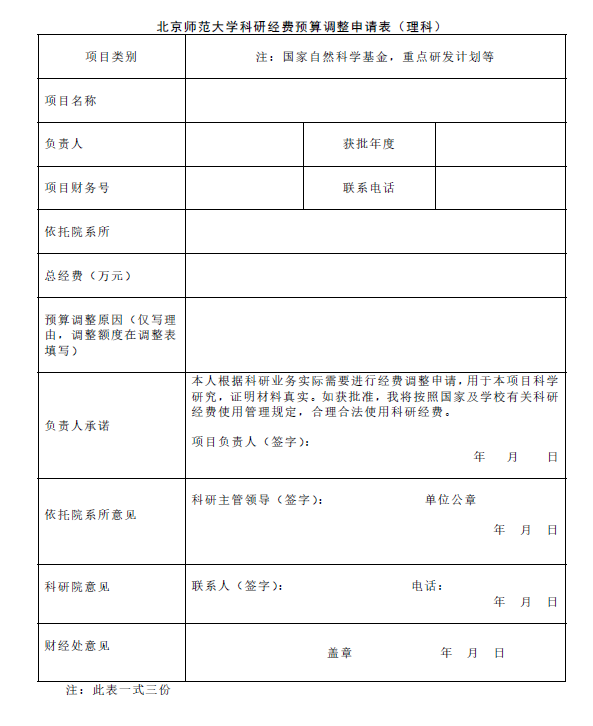 北京师范大学科研经费预算调整申请表（理科）
项目类别
注：国家自然科学基金，重点研发计划等
项目名称
负责人
获批年度
项目财务号
联系电话
依托院系所
总经费（万元）
预算调整原因（仅写理
由，调整额度在调整表
填写）
负责人承诺
本人根据科研业务实际需要进行经费调整申请，用于本项目科学
研究，证明材料真实。如获批准，我将按照国家及学校有关科研
经费使用管理规定，合理合法使用科研经费。
项目负责人（签字）：
年 月 日
依托院系所意见
科研主管领导（签字）： 单位公章
年 月 日
科研院意见
联系人（签字）： 电话：
年 月 日
财经处意见
盖章 年 月 日
注：此表一式三份